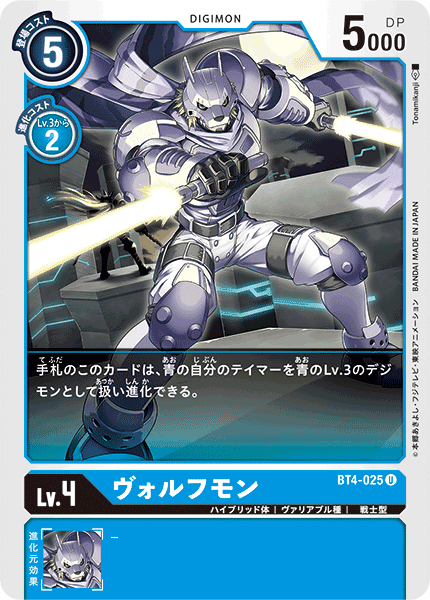 DIGIMON
登場コスト
5
DP
5000
進化コスト
Lv.3から
2
Tonamikanji
©本郷あきよし・フジテレビ・東映アニメーション BANDAI MADE IN JAPAN
手札のこのカードは、青の自分のテイマーを青のLv.3のデジ
モンとして扱い進化できる。
BT4-025 U
Lv.4
ヴォルフモン
ハイブリッド体 | ヴァリアブル種 | 戦士型
進化元効果
－